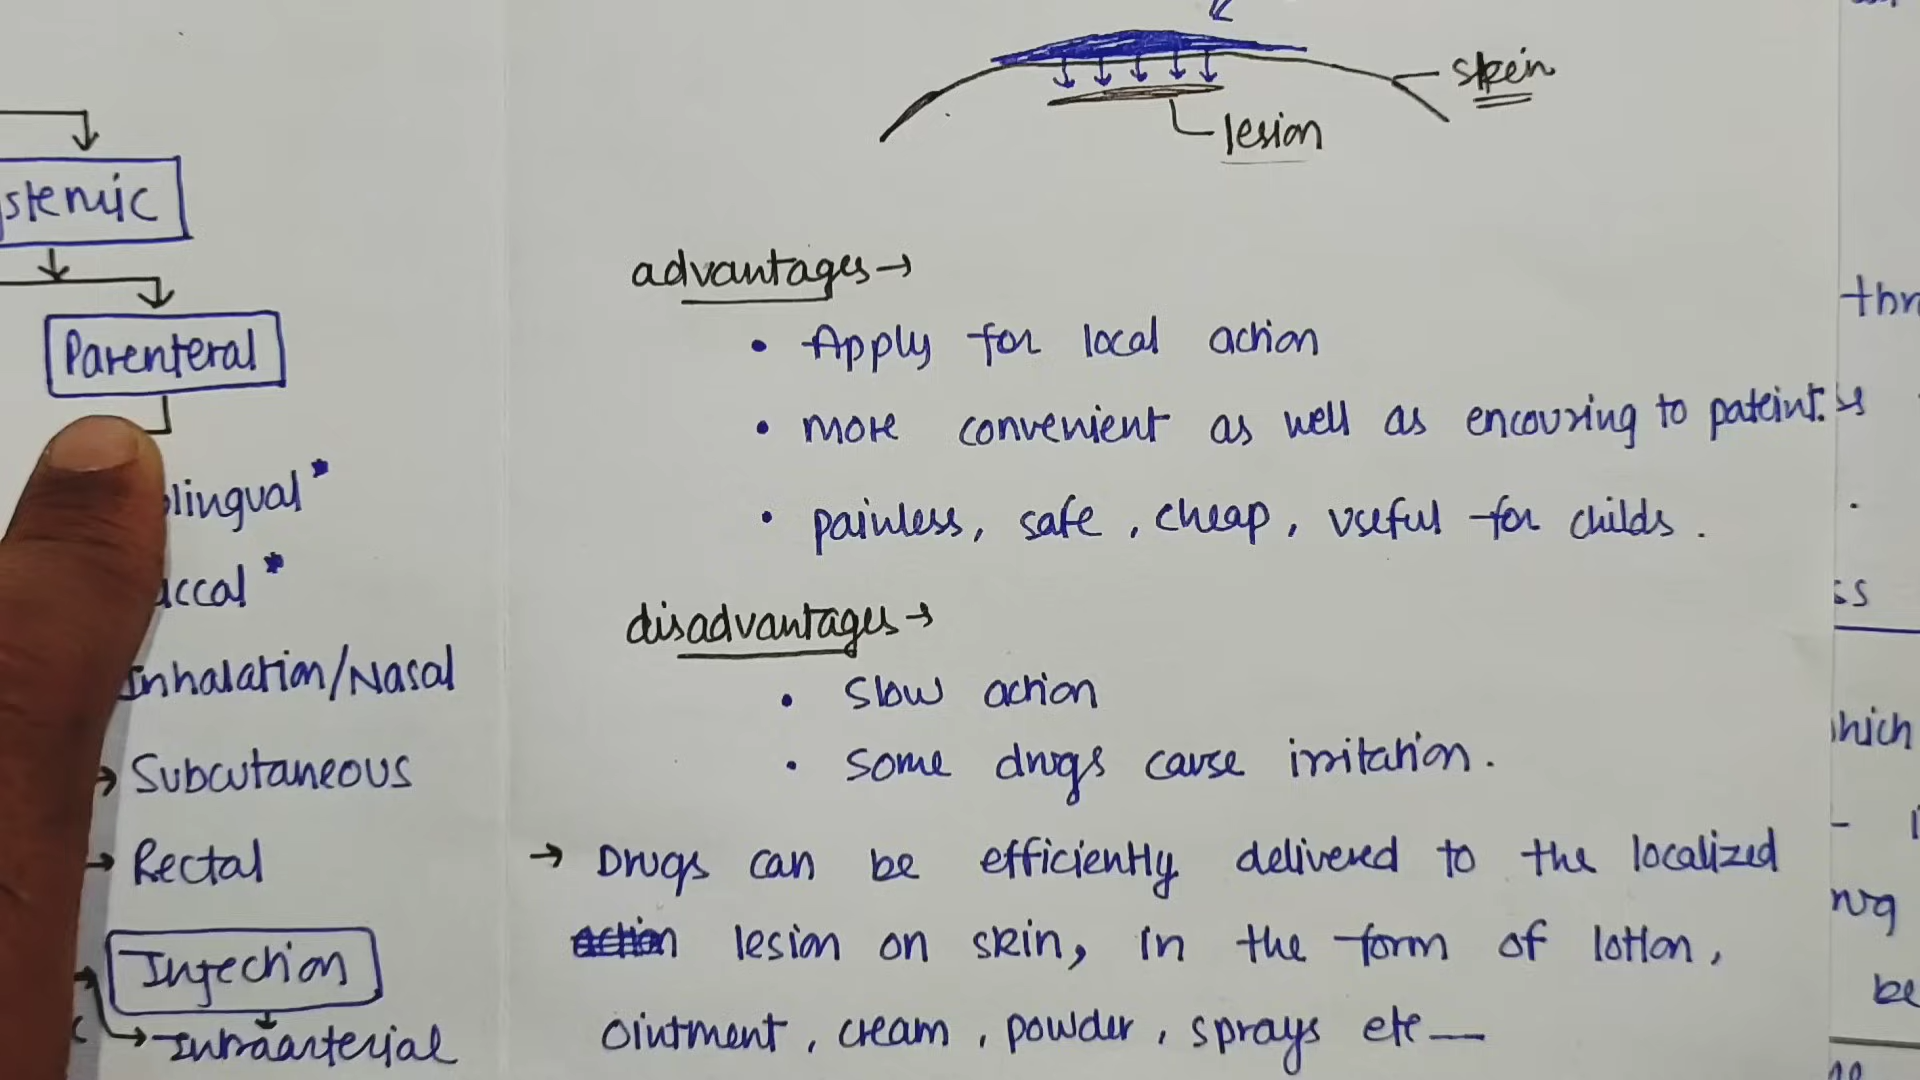 stemic
Parenteral
lingual*
ccal*
Inhalation/Nasal
Subcutaneous
Rectal
Injection
Intraarterial
skin
lesion
advantages→
• Apply for local action
• more convenient as well as encouring to pateint.
• painless, safe, cheap, useful for childs.
disadvantages→
• Slow action
• Some drugs cause irritation.
→ Drugs can be efficiently delivered to the localized
action lesion on skin, in the form of lotion,
ointment, cream, powder, sprays etc—
thr
ss
hich
be